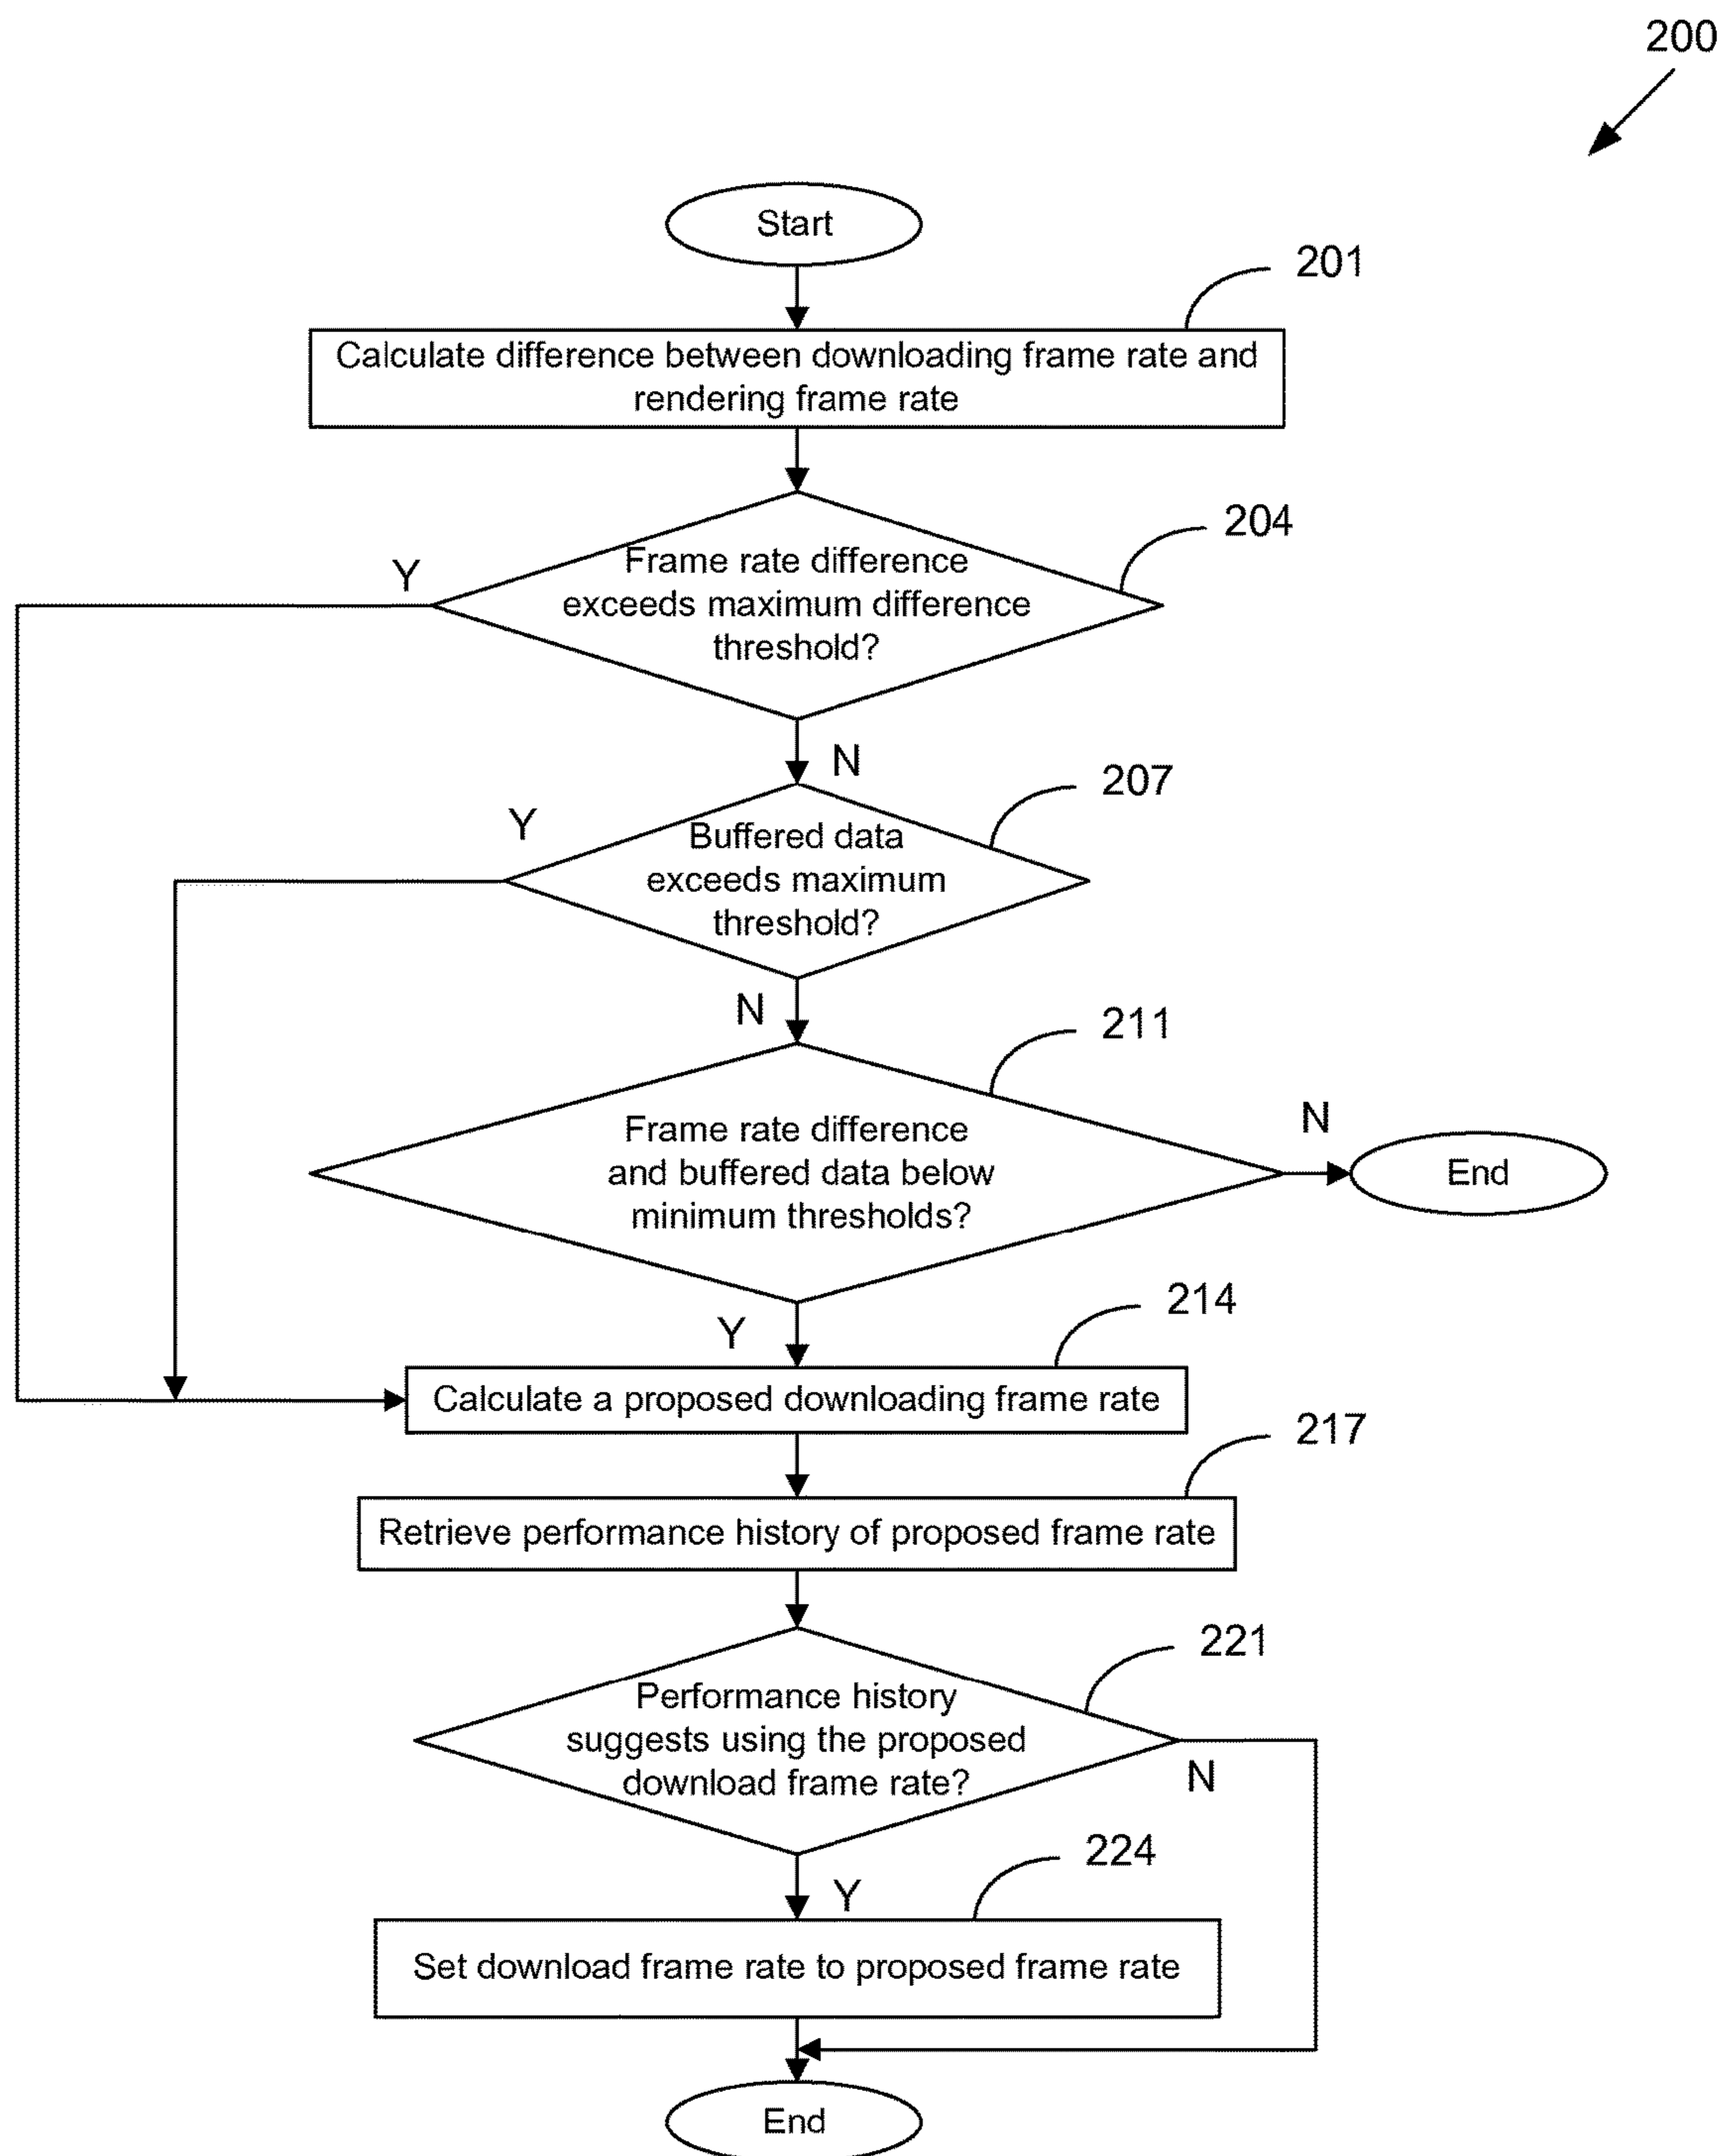 200
Start
201
Calculate difference between downloading frame rate and
rendering frame rate
204
Y
Frame rate difference
exceeds maximum difference
threshold?
N
207
Y
Buffered data
exceeds maximum
threshold?
N
211
Frame rate difference
and buffered data below
minimum thresholds?
N
End
Y
214
Calculate a proposed downloading frame rate
217
Retrieve performance history of proposed frame rate
221
Performance history
suggests using the proposed
download frame rate?
N
Y
224
Set download frame rate to proposed frame rate
End